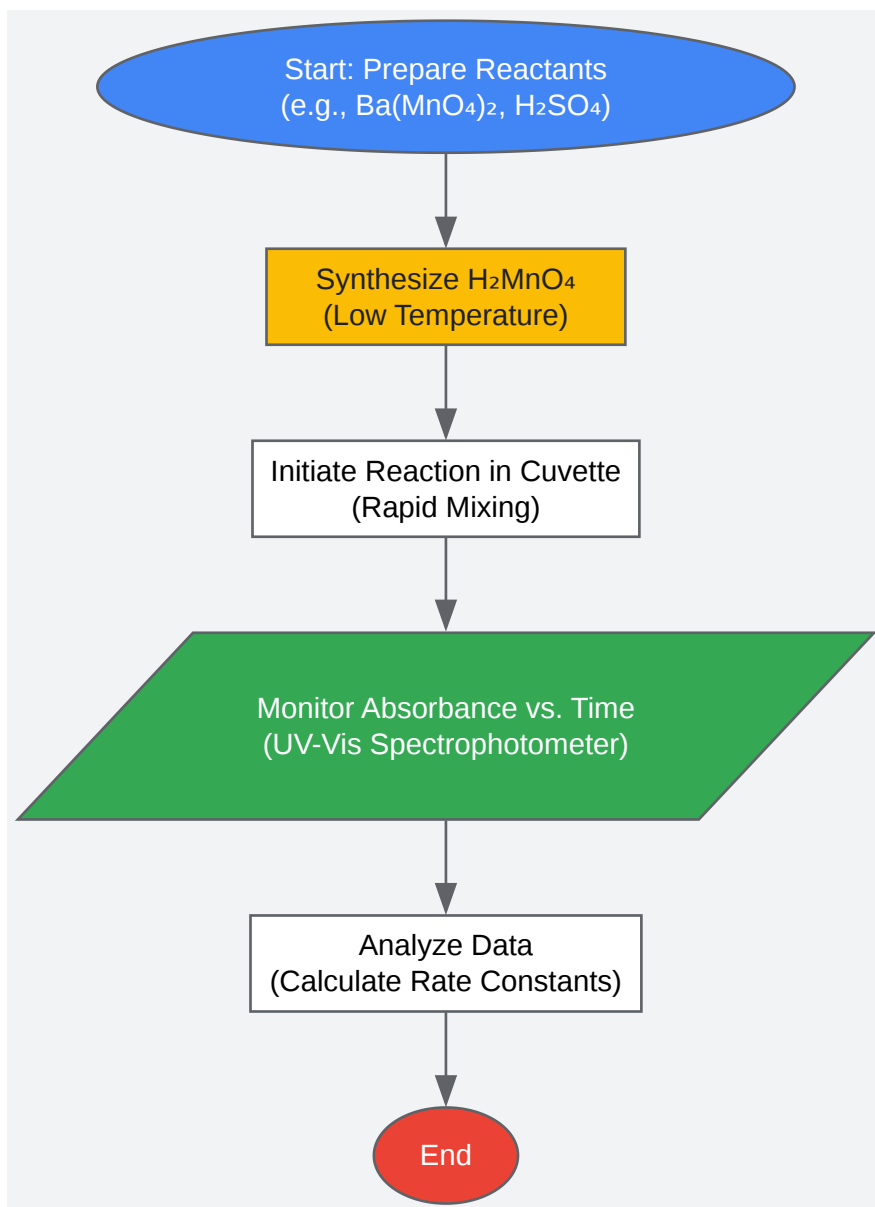 Start: Prepare Reactants
(e.g., Ba(MnO₄)₂, H₂SO₄)
Synthesize H₂MnO₄
(Low Temperature)
Initiate Reaction in Cuvette
(Rapid Mixing)
Monitor Absorbance vs. Time
(UV-Vis Spectrophotometer)
Analyze Data
(Calculate Rate Constants)
End